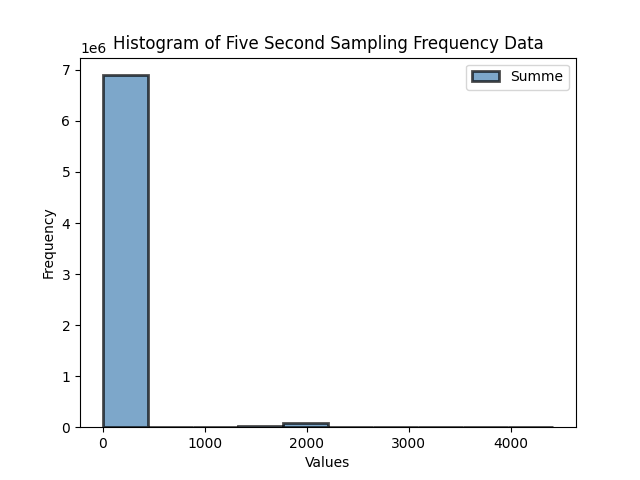 Histogram of Five Second Sampling Frequency Data
1e6
Summe
7
6
5
4
3
2
1
0
Frequency
0 1000 2000 3000 4000
Values